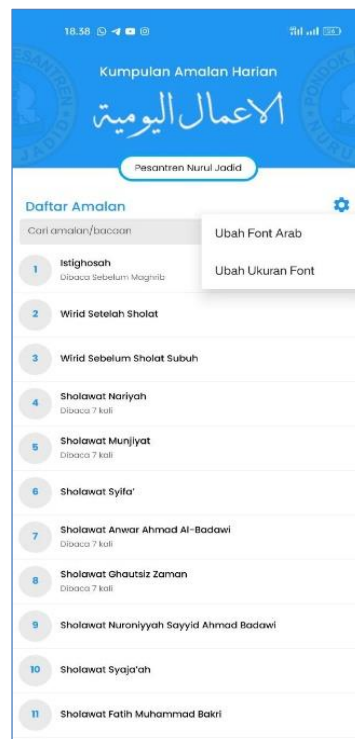 18.38
Kumpulan Amalan Harian
الاعمال اليومية
Pesantren Nurul Jadid
Daftar Amalan
Cari amalan/bacaan
Ubah Font Arab
Ubah Ukuran Font
1
Istighosah
Dibaca Sebelum Maghrib
2
Wirid Setelah Sholat
3
Wirid Sebelum Sholat Subuh
4
Sholawat Nariyah
Dibaca 7 kali
5
Sholawat Munjiyat
Dibaca 7 kali
6
Sholawat Syifa'
7
Sholawat Anwar Ahmad Al-Badawi
Dibaca 7 kali
8
Sholawat Ghautsiz Zaman
Dibaca 7 kali
9
Sholawat Nuroniyyah Sayyid Ahmad Badawi
10
Sholawat Syaja'ah
11
Sholawat Fatih Muhammad Bakri